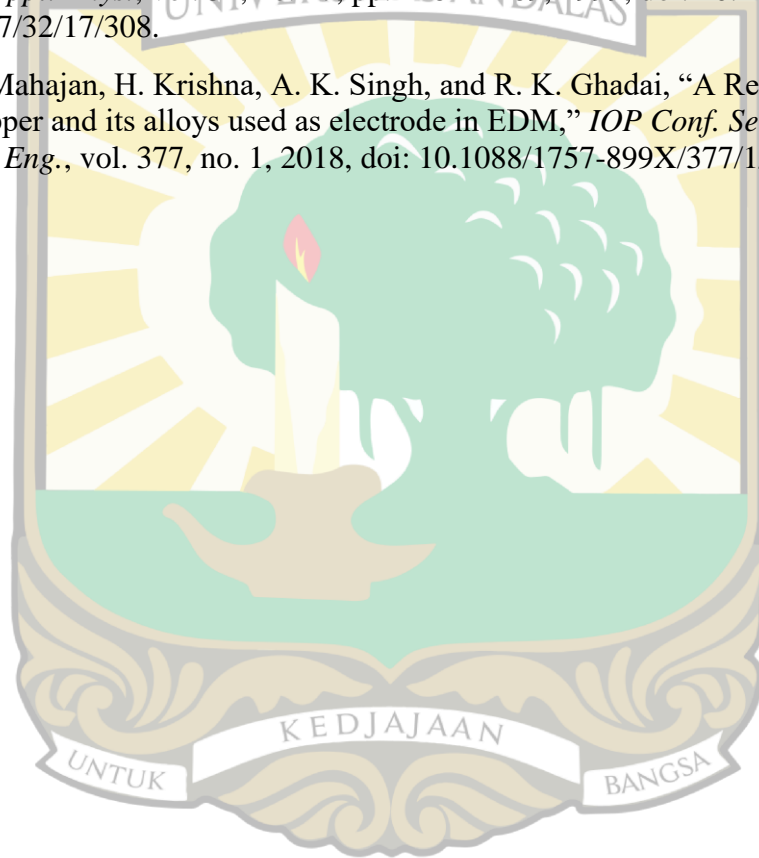 7/32/17/308.
Mahajan, H. Krishna, A. K. Singh, and R. K. Ghadai, “A Re
pper and its alloys used as electrode in EDM,” IOP Conf. Se
Eng., vol. 377, no. 1, 2018, doi: 10.1088/1757-899X/377/1
UNTUK KEDJAJAAN BANGSA